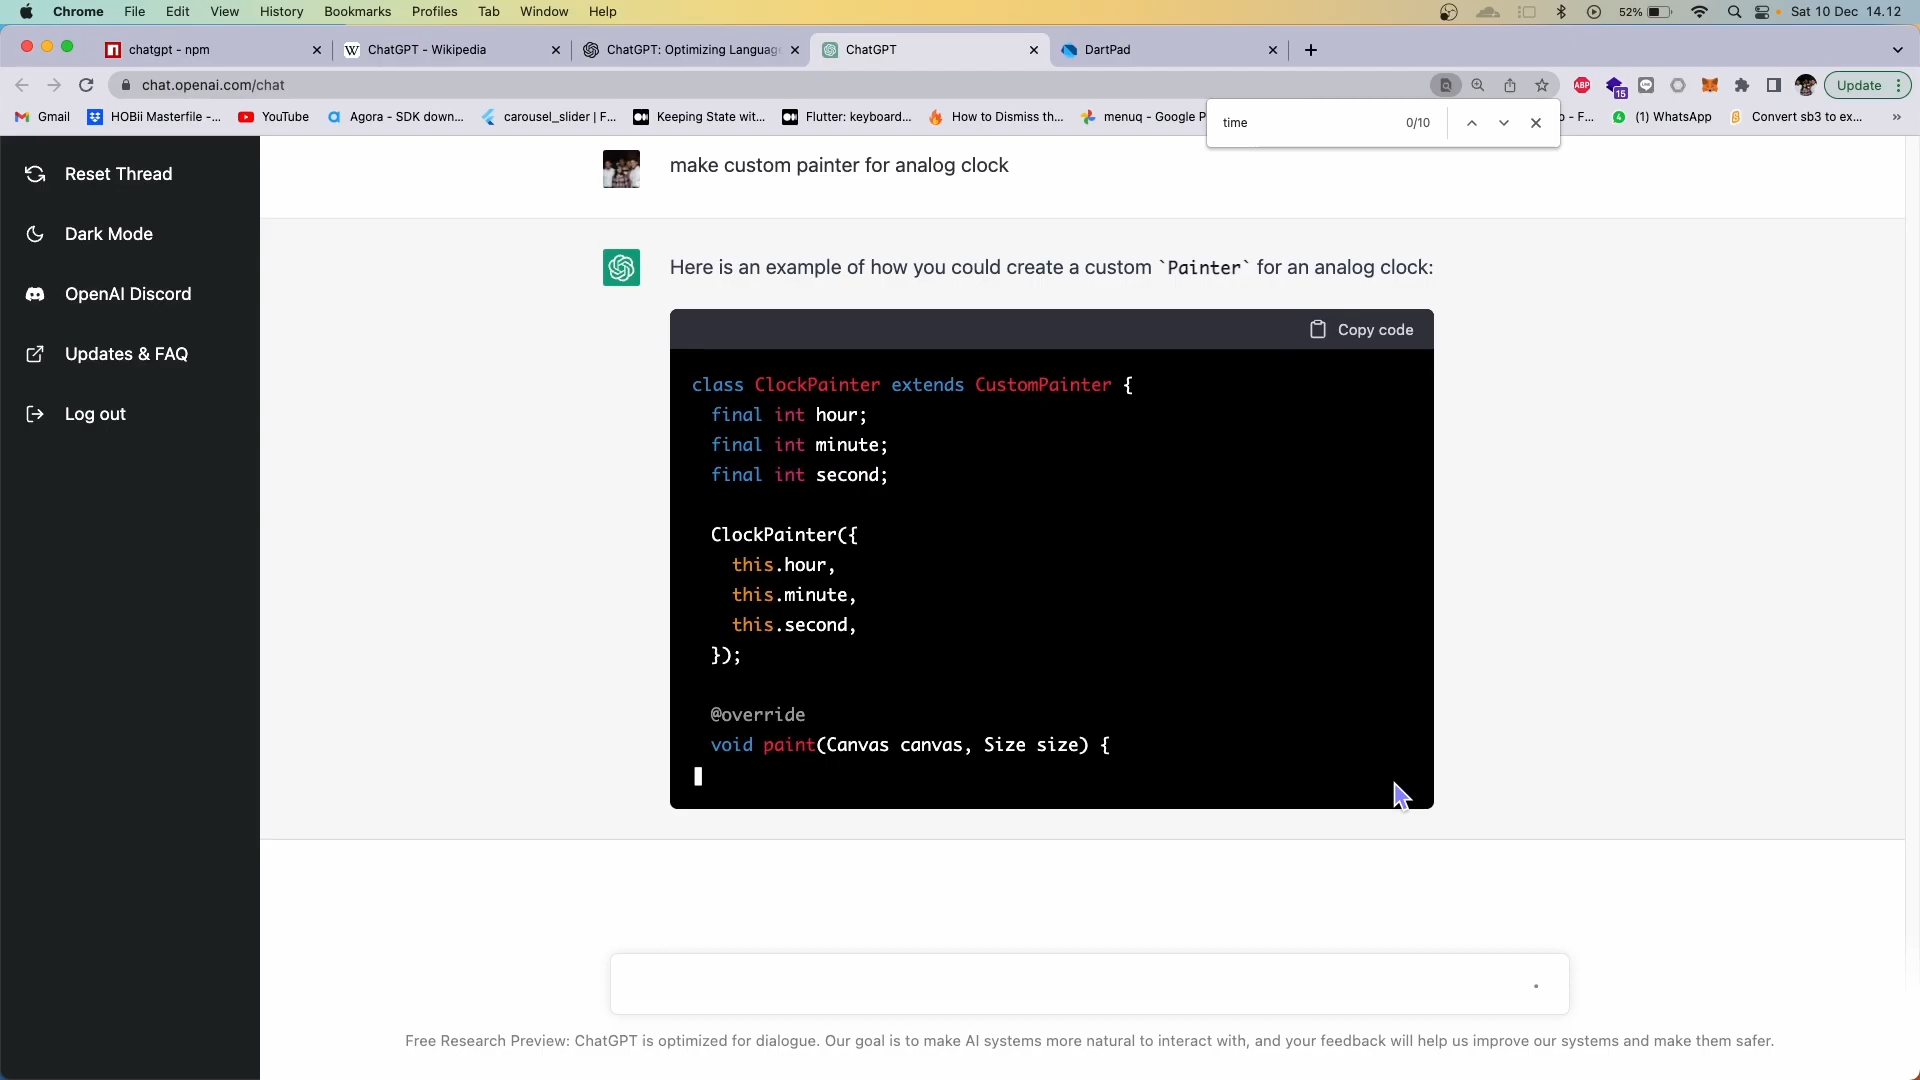 Chrome File Edit View History Bookmarks Profiles Tab Window Help 52% Sat 10 Dec 14.12
chatgpt - npm ChatGPT - Wikipedia ChatGPT: Optimizing Language ChatGPT DartPad
chat.openai.com/chat ABP 15 Update
Gmail HOBii Masterfile -... YouTube Agora - SDK down... carousel_slider | F... Keeping State wit... Flutter: keyboard... How to Dismiss th... menuq - Google P - F... (1) WhatsApp Convert sb3 to ex... »
time 0/10
Reset Thread
Dark Mode
OpenAI Discord
Updates & FAQ
Log out
make custom painter for analog clock
Here is an example of how you could create a custom `Painter` for an analog clock:
Copy code
class ClockPainter extends CustomPainter {
final int hour;
final int minute;
final int second;
ClockPainter({
this.hour,
this.minute,
this.second,
});
@override
void paint(Canvas canvas, Size size) {
Free Research Preview: ChatGPT is optimized for dialogue. Our goal is to make AI systems more natural to interact with, and your feedback will help us improve our systems and make them safer.